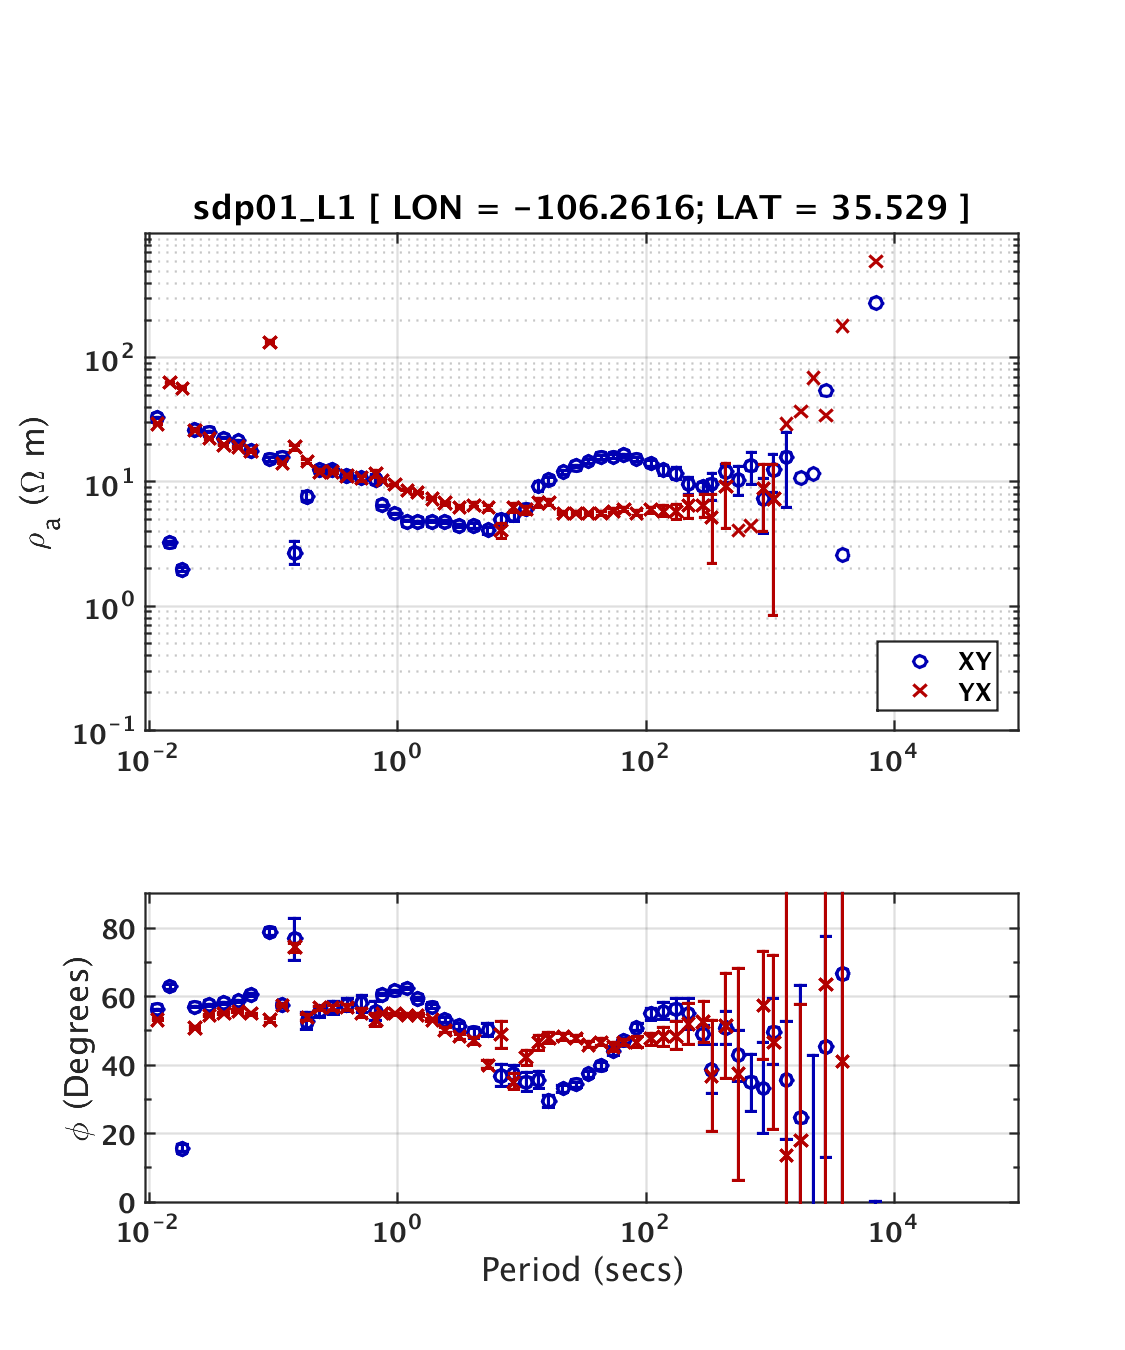 sdp01_L1 [ LON = -106.2616; LAT = 35.529 ]
ρa (Ω m)
10^2
10^1
10^0
10^-1
10^-2 10^0 10^2 10^4
XY
YX
ϕ (Degrees)
80
60
40
20
0
10^-2 10^0 10^2 10^4
Period (secs)